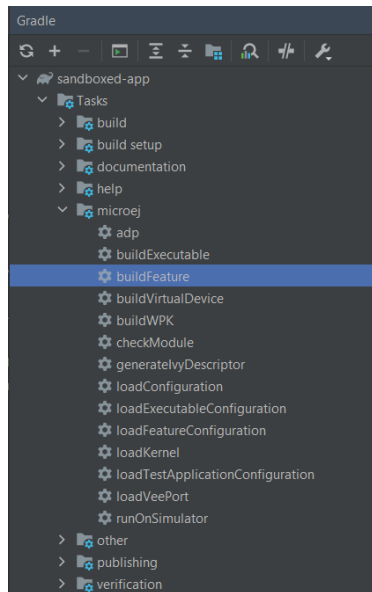 Gradle
sandboxed-app
Tasks
build
build setup
documentation
help
microej
adp
buildExecutable
buildFeature
buildVirtualDevice
buildWPK
checkModule
generateIvyDescriptor
loadConfiguration
loadExecutableConfiguration
loadFeatureConfiguration
loadKernel
loadTestApplicationConfiguration
loadVeePort
runOnSimulator
other
publishing
verification